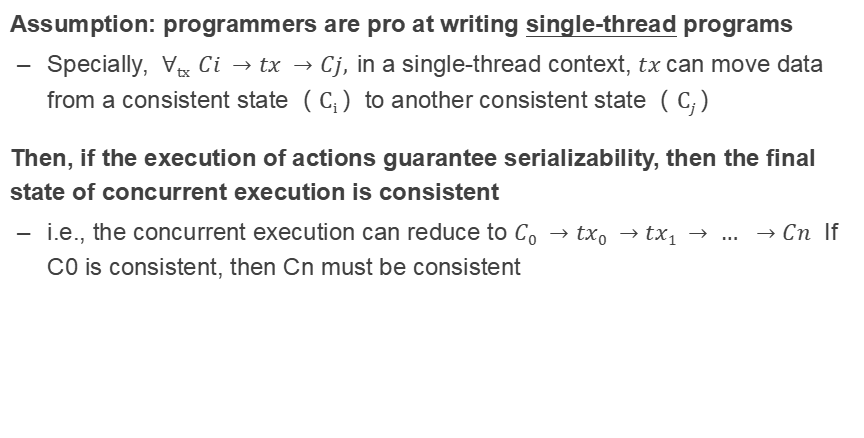 Assumption: programmers are pro at writing single-thread programs
– Specially, ∀tx Ci → tx → Cj, in a single-thread context, tx can move data
from a consistent state ( Ci ) to another consistent state ( Cj )
Then, if the execution of actions guarantee serializability, then the final
state of concurrent execution is consistent
– i.e., the concurrent execution can reduce to C0 → tx0 → tx1 → … → Cn If
C0 is consistent, then Cn must be consistent